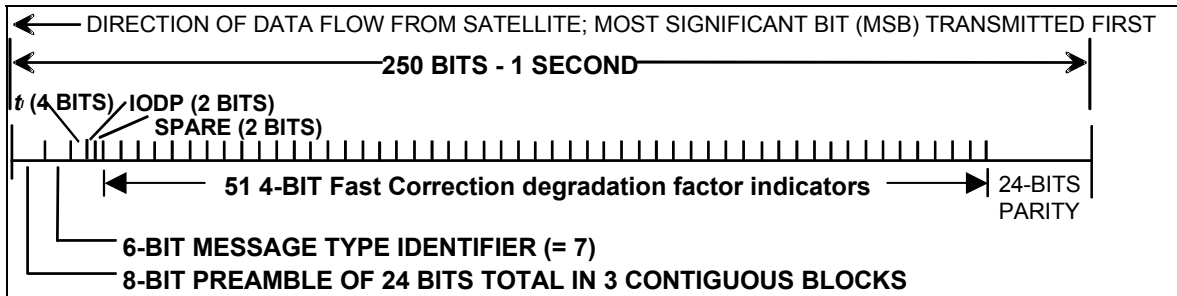 DIRECTION OF DATA FLOW FROM SATELLITE; MOST SIGNIFICANT BIT (MSB) TRANSMITTED FIRST
250 BITS - 1 SECOND
(4 BITS) IODP (2 BITS)
SPARE (2 BITS)
51 4-BIT Fast Correction degradation factor indicators
24-BITS
PARITY
6-BIT MESSAGE TYPE IDENTIFIER (= 7)
8-BIT PREAMBLE OF 24 BITS TOTAL IN 3 CONTIGUOUS BLOCKS